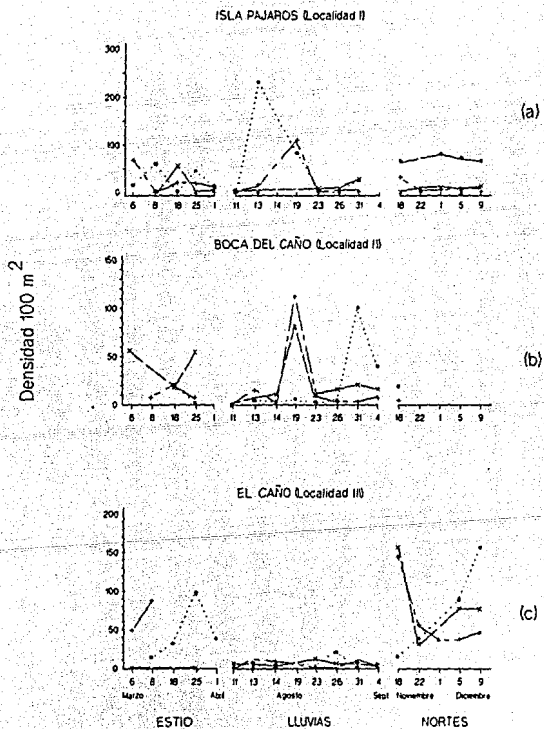 ISLA PAJAROS (Localidad I)
300
200
100
0
6 8 18 25 1 11 13 14 19 23 26 31 4 18 22 1 5 9
(a)
BOCA DEL CAÑO (Localidad II)
150
100
50
0
6 8 18 25 1 11 13 14 19 23 26 31 4 18 22 1 5 9
(b)
Densidad 100 m²
EL CAÑO (Localidad III)
200
150
100
50
0
6 8 18 25 1 11 13 14 19 23 26 31 4 18 22 1 5 9
(c)
Marzo Abril Agosto Sept Noviembre Diciembre
ESTIO LLUVIAS NORTES